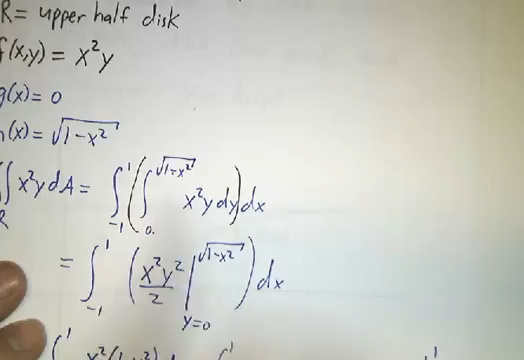 R = upper half disk
f(x,y) = x²y
g(x) = 0
h(x) = √(1-x²)
∬_R x²y dA = ∫_{-1}^{1} (∫_{0}^{√(1-x²)} x²y dy) dx
= ∫_{-1}^{1} (x²y²/2 |_{y=0}^{√(1-x²)}) dx